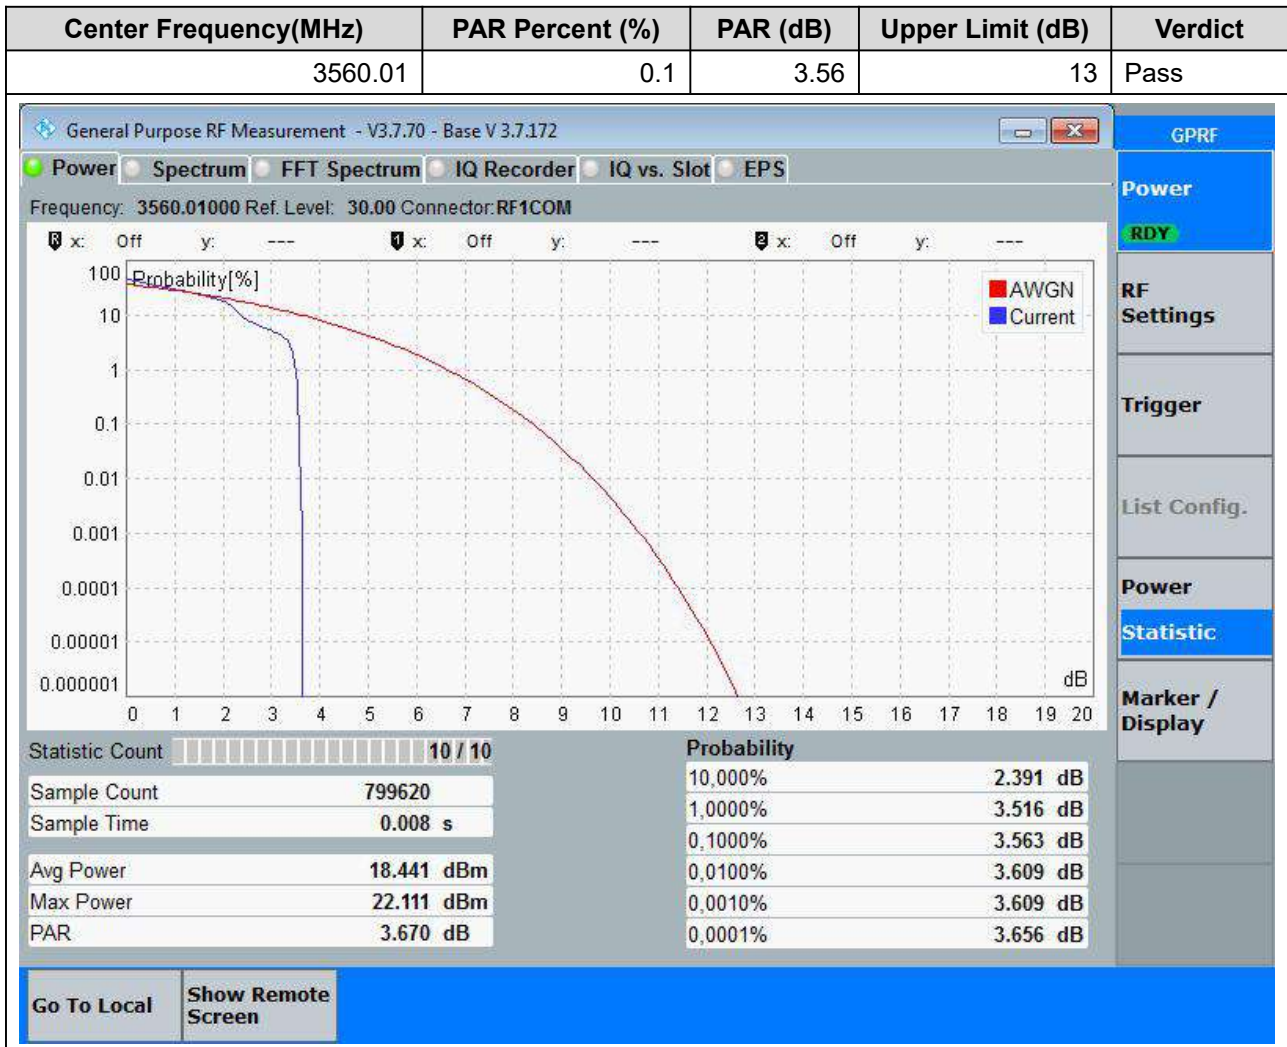 Center Frequency(MHz) PAR Percent (%) PAR (dB) Upper Limit (dB) Verdict
3560.01 0.1 3.56 13 Pass
General Purpose RF Measurement - V3.7.70 - Base V 3.7.172
GPRF
Power Spectrum FFT Spectrum IQ Recorder IQ vs. Slot EPS
Power
RDY
Frequency: 3560.01000 Ref. Level: 30.00 Connector:RF1COM
R x: Off y: --- 1 x: Off y: --- 2 x: Off y: ---
Probability[%]
AWGN
Current
100
10
1
0.1
0.01
0.001
0.0001
0.00001
0.000001
dB
0 1 2 3 4 5 6 7 8 9 10 11 12 13 14 15 16 17 18 19 20
RF
Settings
Trigger
List Config.
Power
Statistic
Marker /
Display
Statistic Count 10 / 10
Sample Count 799620
Sample Time 0.008 s
Avg Power 18.441 dBm
Max Power 22.111 dBm
PAR 3.670 dB
Probability
10,000% 2.391 dB
1,0000% 3.516 dB
0,1000% 3.563 dB
0,0100% 3.609 dB
0,0010% 3.609 dB
0,0001% 3.656 dB
Go To Local
Show Remote
Screen